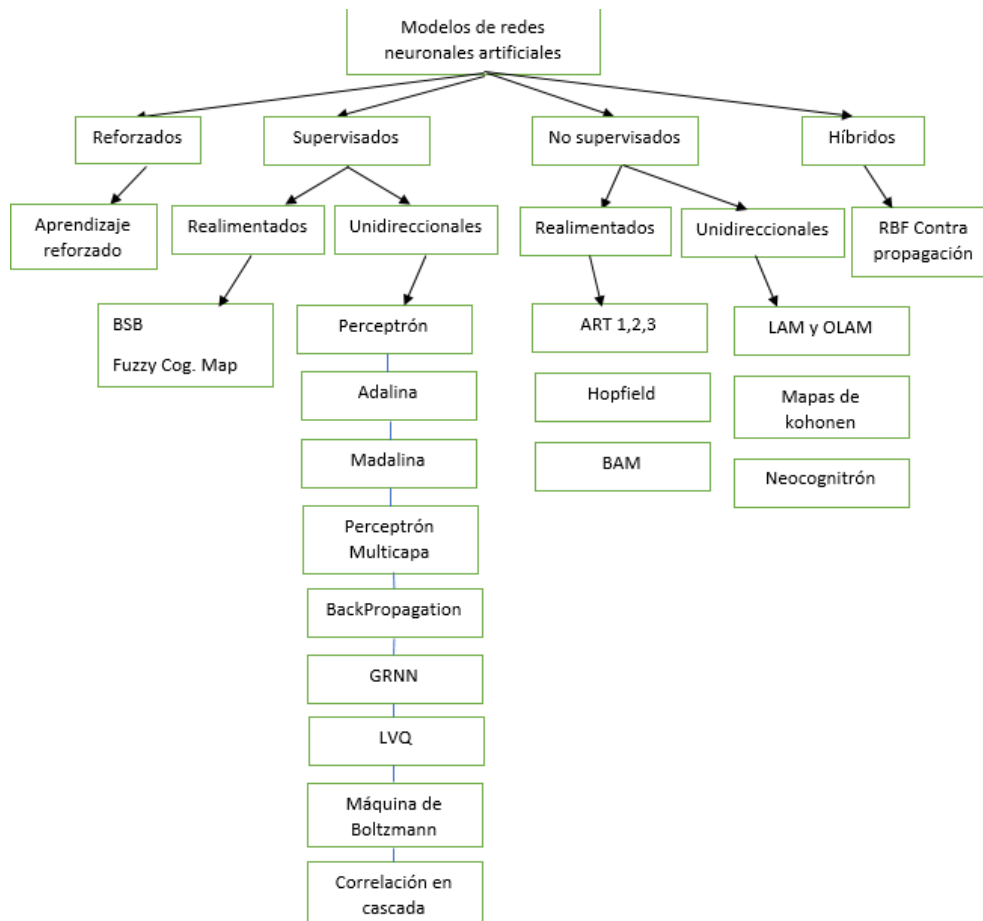 Modelos de redes
neuronales artificiales
Reforzados
Supervisados
No supervisados
Híbridos
Aprendizaje
reforzado
Realimentados
Unidireccionales
Realimentados
Unidireccionales
RBF Contra
propagación
BSB
Fuzzy Cog. Map
Perceptrón
Adalina
Madalina
Perceptrón
Multicapa
BackPropagation
GRNN
LVQ
Máquina de
Boltzmann
Correlación en
cascada
ART 1,2,3
Hopfield
BAM
LAM y OLAM
Mapas de
kohonen
Neocognitrón